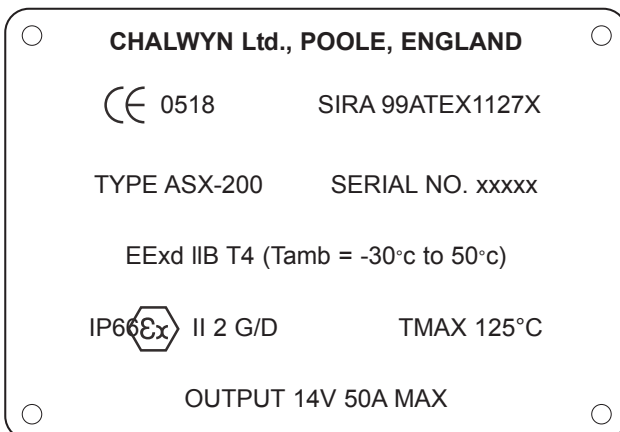 CHALWYN Ltd., POOLE, ENGLAND
CE 0518 SIRA 99ATEX1127X
TYPE ASX-200 SERIAL NO. xxxxx
EExd IIB T4 (Tamb = -30°c to 50°c)
IP66 Ex II 2 G/D TMAX 125°C
OUTPUT 14V 50A MAX